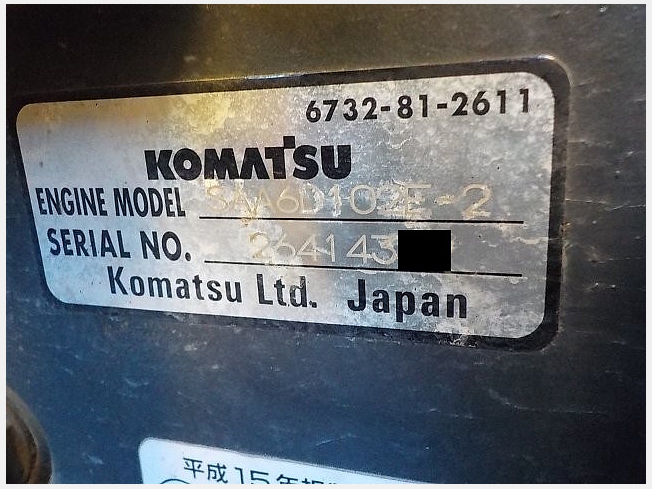 6732-81-2611
KOMATSU
ENGINE MODEL SAA6D102E-2
SERIAL NO. 264143
Komatsu Ltd. Japan
平成15年